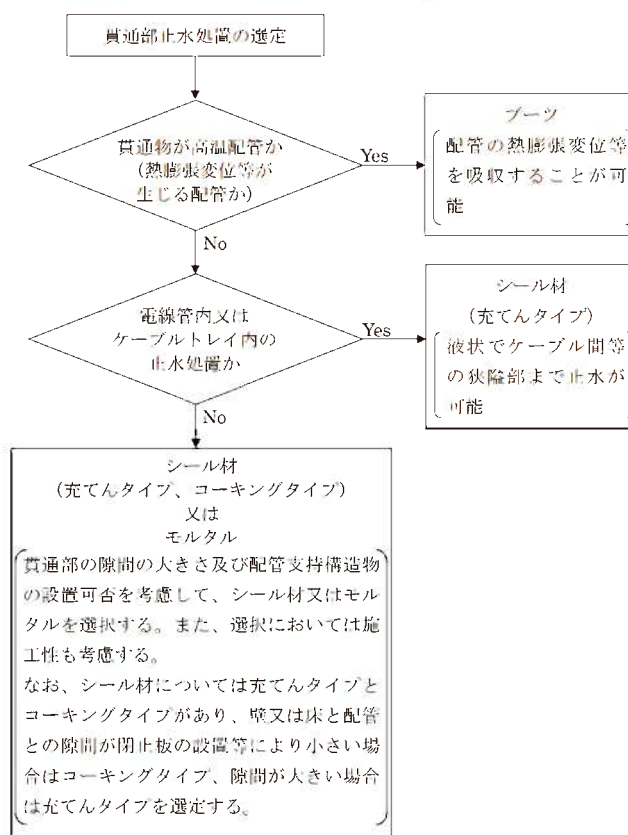 貫通部止水処置の選定
貫通物が高温配管か
(熱膨張変位等が
生じる配管か)
Yes
ブーツ
配管の熱膨張変位等
を吸収することが可
能
No
電線管内又は
ケーブルトレイ内の
止水処置か
Yes
シール材
(充てんタイプ)
液状でケーブル間等
の狭隘部まで止水が
可能
No
シール材
(充てんタイプ、コーキングタイプ)
又は
モルタル
貫通部の隙間の大きさ及び配管支持構造物
の設置可否を考慮して、シール材又はモル
タルを選択する。また、選択においては施
工性も考慮する。
なお、シール材については充てんタイプと
コーキングタイプがあり、壁又は床と配管
との隙間が閉止板の設置等により小さい場
合はコーキングタイプ、隙間が大きい場合
は充てんタイプを選定する。